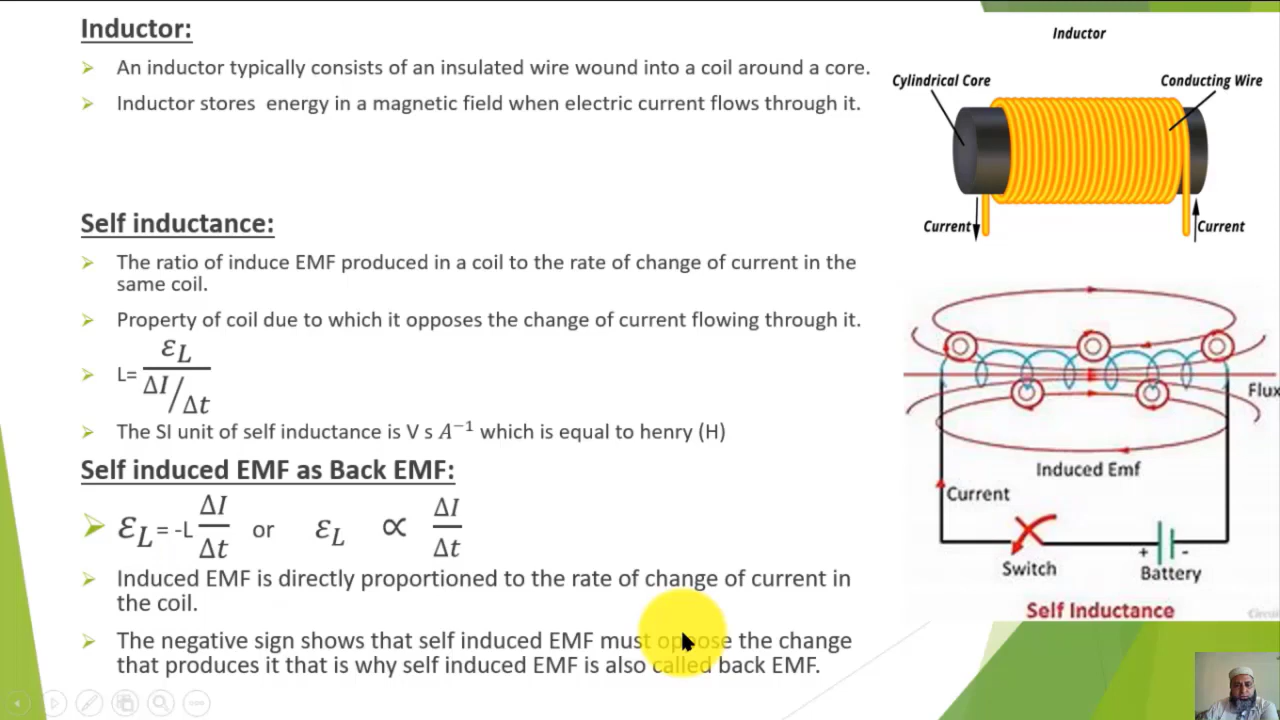 Inductor:
An inductor typically consists of an insulated wire wound into a coil around a core.
Inductor stores energy in a magnetic field when electric current flows through it.
Self inductance:
The ratio of induce EMF produced in a coil to the rate of change of current in the
same coil.
Property of coil due to which it opposes the change of current flowing through it.
L= ε_L / (ΔI/Δt)
The SI unit of self inductance is V s A⁻¹ which is equal to henry (H)
Self induced EMF as Back EMF:
ε_L = -L ΔI/Δt or ε_L ∝ ΔI/Δt
Induced EMF is directly proportioned to the rate of change of current in
the coil.
The negative sign shows that self induced EMF must oppose the change
that produces it that is why self induced EMF is also called back EMF.
Inductor
Cylindrical Core
Conducting Wire
Current
Current
Flux
Induced Emf
Current
+ -
Switch
Battery
Self Inductance